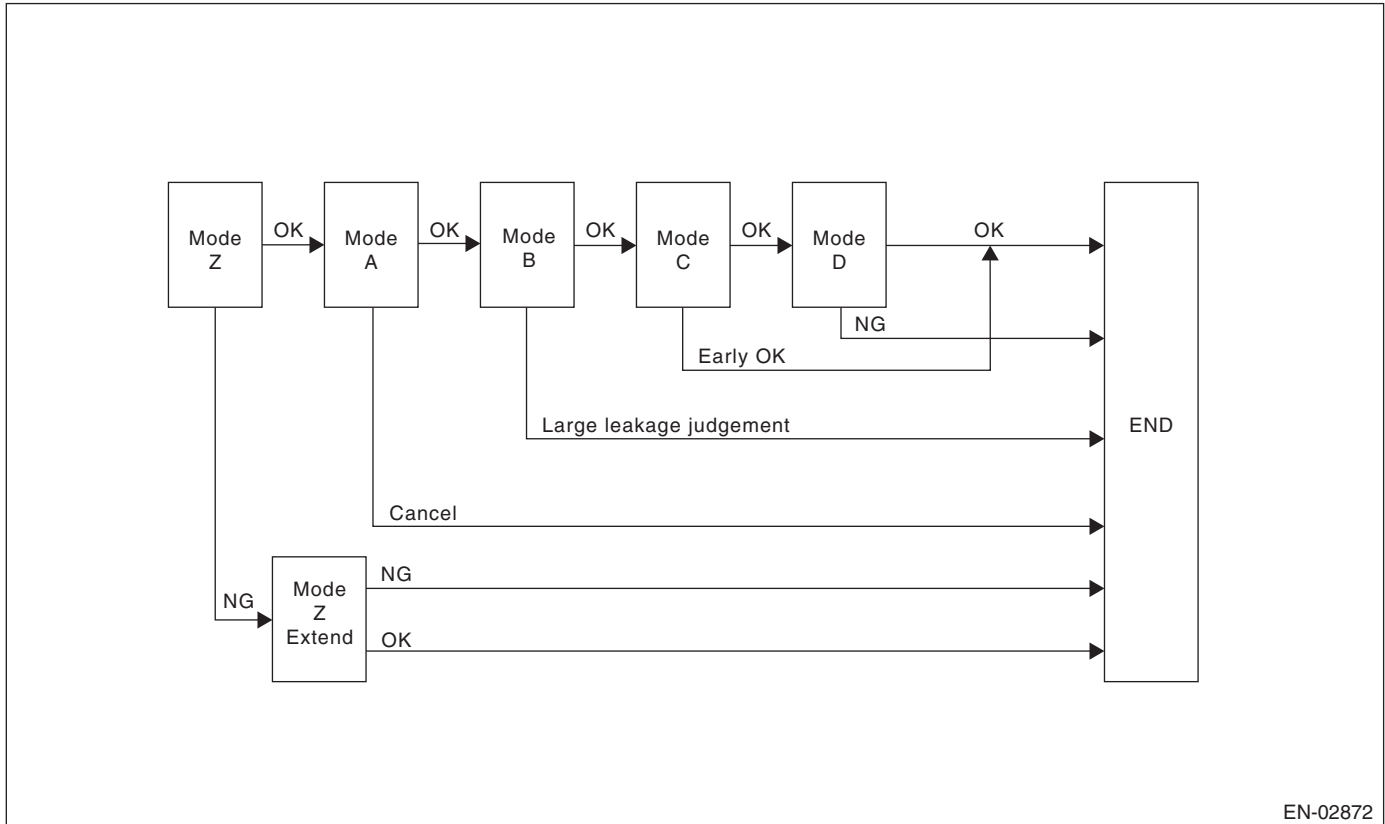 Mode
Z
OK
Mode
A
OK
Mode
B
OK
Mode
C
OK
Mode
D
OK
NG
Early OK
Large leakage judgement
END
Cancel
NG
Mode
Z
Extend
NG
OK
EN-02872